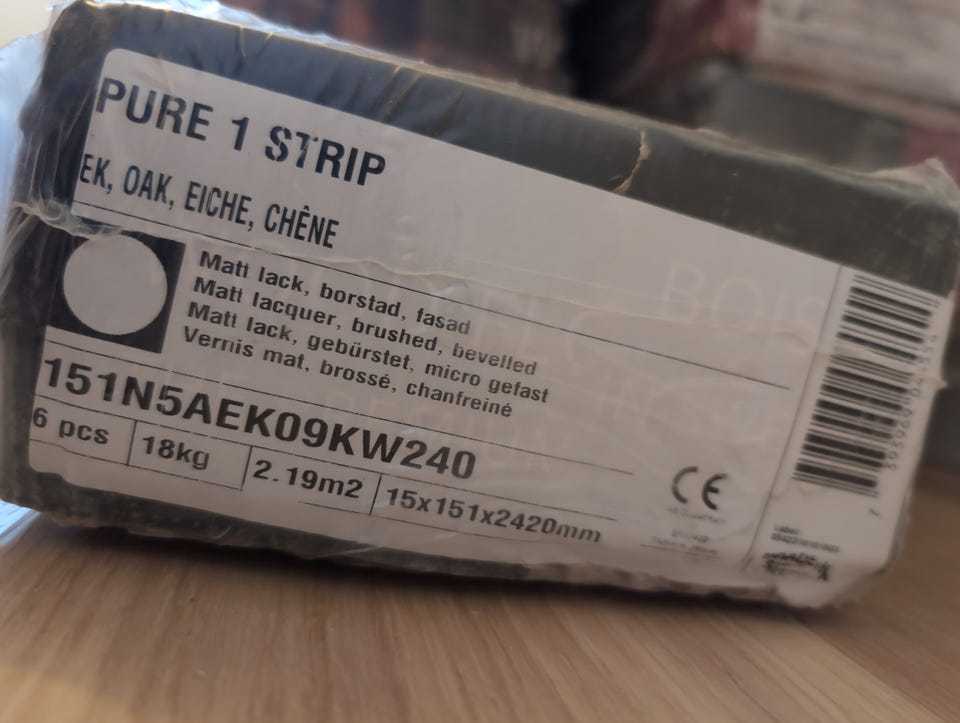 PURE 1 STRIP
EK, OAK, EICHE, CHÊNE
Matt lack, borstad, fasad
Matt lacquer, brushed, bevelled
Matt lack, gebürstet, micro gefast
Vernis mat, brossé, chanfreiné
151N5AEK09KW240
6 pcs
18kg
2.19m2
15x151x2420mm
CE
Label: